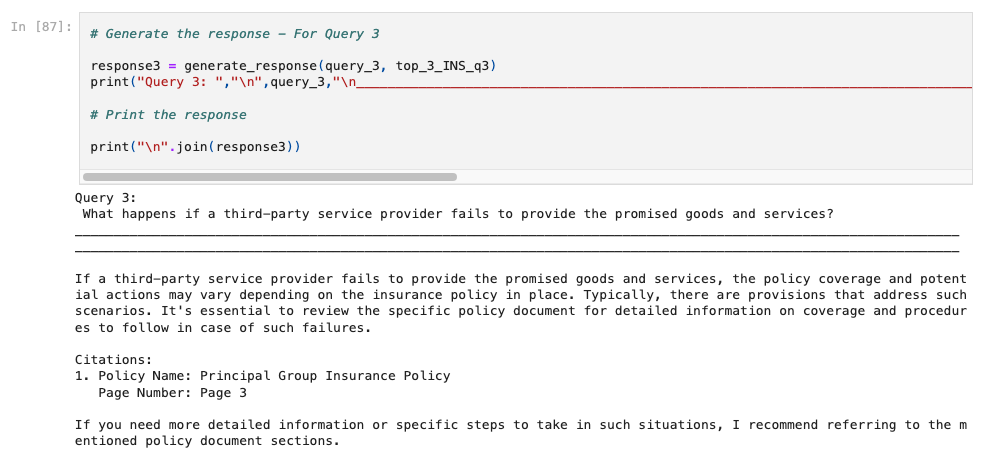 In [87]:
# Generate the response – For Query 3
response3 = generate_response(query_3, top_3_INS_q3)
print("Query 3: ","\n",query_3,"\n______________________________________________________________________________
# Print the response
print("\n".join(response3))
Query 3:
What happens if a third-party service provider fails to provide the promised goods and services?
_________________________________________________________________________________________________________________
_________________________________________________________________________________________________________________
If a third-party service provider fails to provide the promised goods and services, the policy coverage and potent
ial actions may vary depending on the insurance policy in place. Typically, there are provisions that address such
scenarios. It's essential to review the specific policy document for detailed information on coverage and procedur
es to follow in case of such failures.
Citations:
1. Policy Name: Principal Group Insurance Policy
Page Number: Page 3
If you need more detailed information or specific steps to take in such situations, I recommend referring to the m
entioned policy document sections.